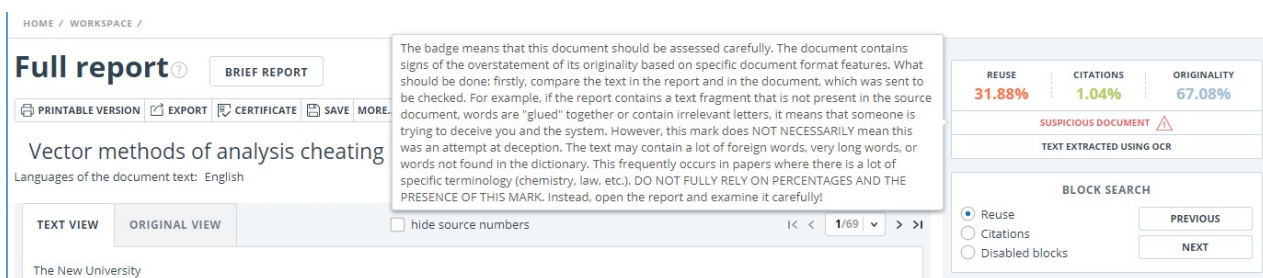 HOME / WORKSPACE /
Full report ?
BRIEF REPORT
PRINTABLE VERSION EXPORT CERTIFICATE SAVE MORE.
Vector methods of analysis cheating
Languages of the document text: English
The badge means that this document should be assessed carefully. The document contains
signs of the overstatement of its originality based on specific document format features. What
should be done: firstly, compare the text in the report and in the document, which was sent to
be checked. For example, if the report contains a text fragment that is not present in the source
document, words are "glued" together or contain irrelevant letters, it means that someone is
trying to deceive you and the system. However, this mark does NOT NECESSARILY mean this
was an attempt at deception. The text may contain a lot of foreign words, very long words, or
words not found in the dictionary. This frequently occurs in papers where there is a lot of
specific terminology (chemistry, law, etc.). DO NOT FULLY RELY ON PERCENTAGES AND THE
PRESENCE OF THIS MARK. Instead, open the report and examine it carefully!
REUSE CITATIONS ORIGINALITY
31.88% 1.04% 67.08%
SUSPICIOUS DOCUMENT
TEXT EXTRACTED USING OCR
BLOCK SEARCH
Reuse
Citations
Disabled blocks
PREVIOUS
NEXT
TEXT VIEW ORIGINAL VIEW
hide source numbers
1/69
The New University